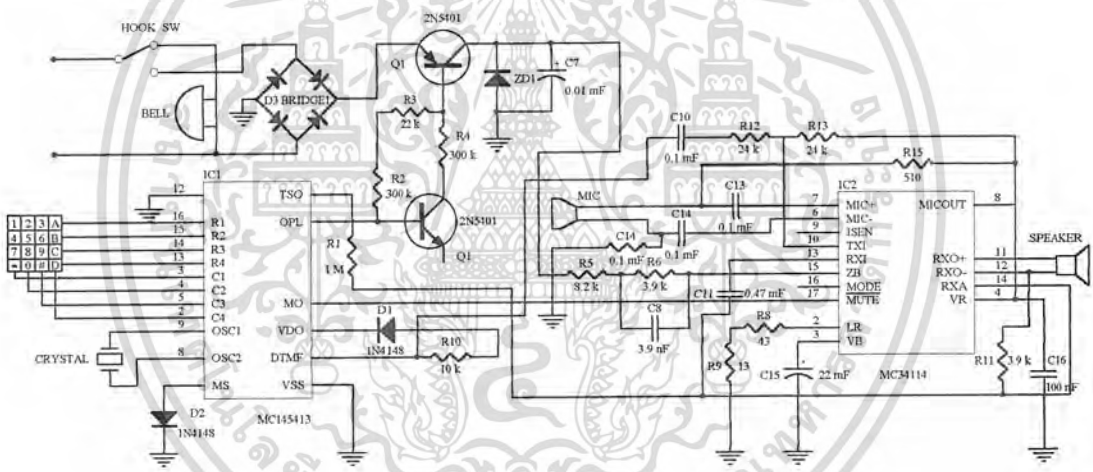 HOOK SW
BELL
D3 BRIDGE1
2N5401
Q1
ZD1
C7
0.01 mF
R3
22 k
R4
300 k
R2
300 k
2N5401
Q1
C10
0.1 mF
R12
24 k
R13
24 k
R15
510
MIC
C13
0.1 mF
C14
0.1 mF
C14
0.1 mF
R5
8.2 k
R6
3.9 k
C8
3.9 nF
C11
0.47 mF
R8
43
R9
13
C15
22 mF
R11
3.9 k
C16
100 nF
SPEAKER
IC1
12
16
15
14
13
3
4
5
2
9
8
R1
R2
R3
R4
C1
C2
C3
C4
OSC1
OSC2
MS
TSO
OPL
MO
VDO
DTMF
VSS
MC145413
R1
1 M
D1
1N4148
R10
10 k
1 2 3 A
4 5 6 B
7 8 9 C
* 0 # D
CRYSTAL
D2
1N4148
IC2
7 MIC+
6 MIC-
9 ISEN
10 TXI
13 RXI
15 ZB
16 MODE
17 MUTE
2 LR
3 VB
MICOUT 8
RXO+ 11
RXO- 12
RXA 14
VR 4
MC34114